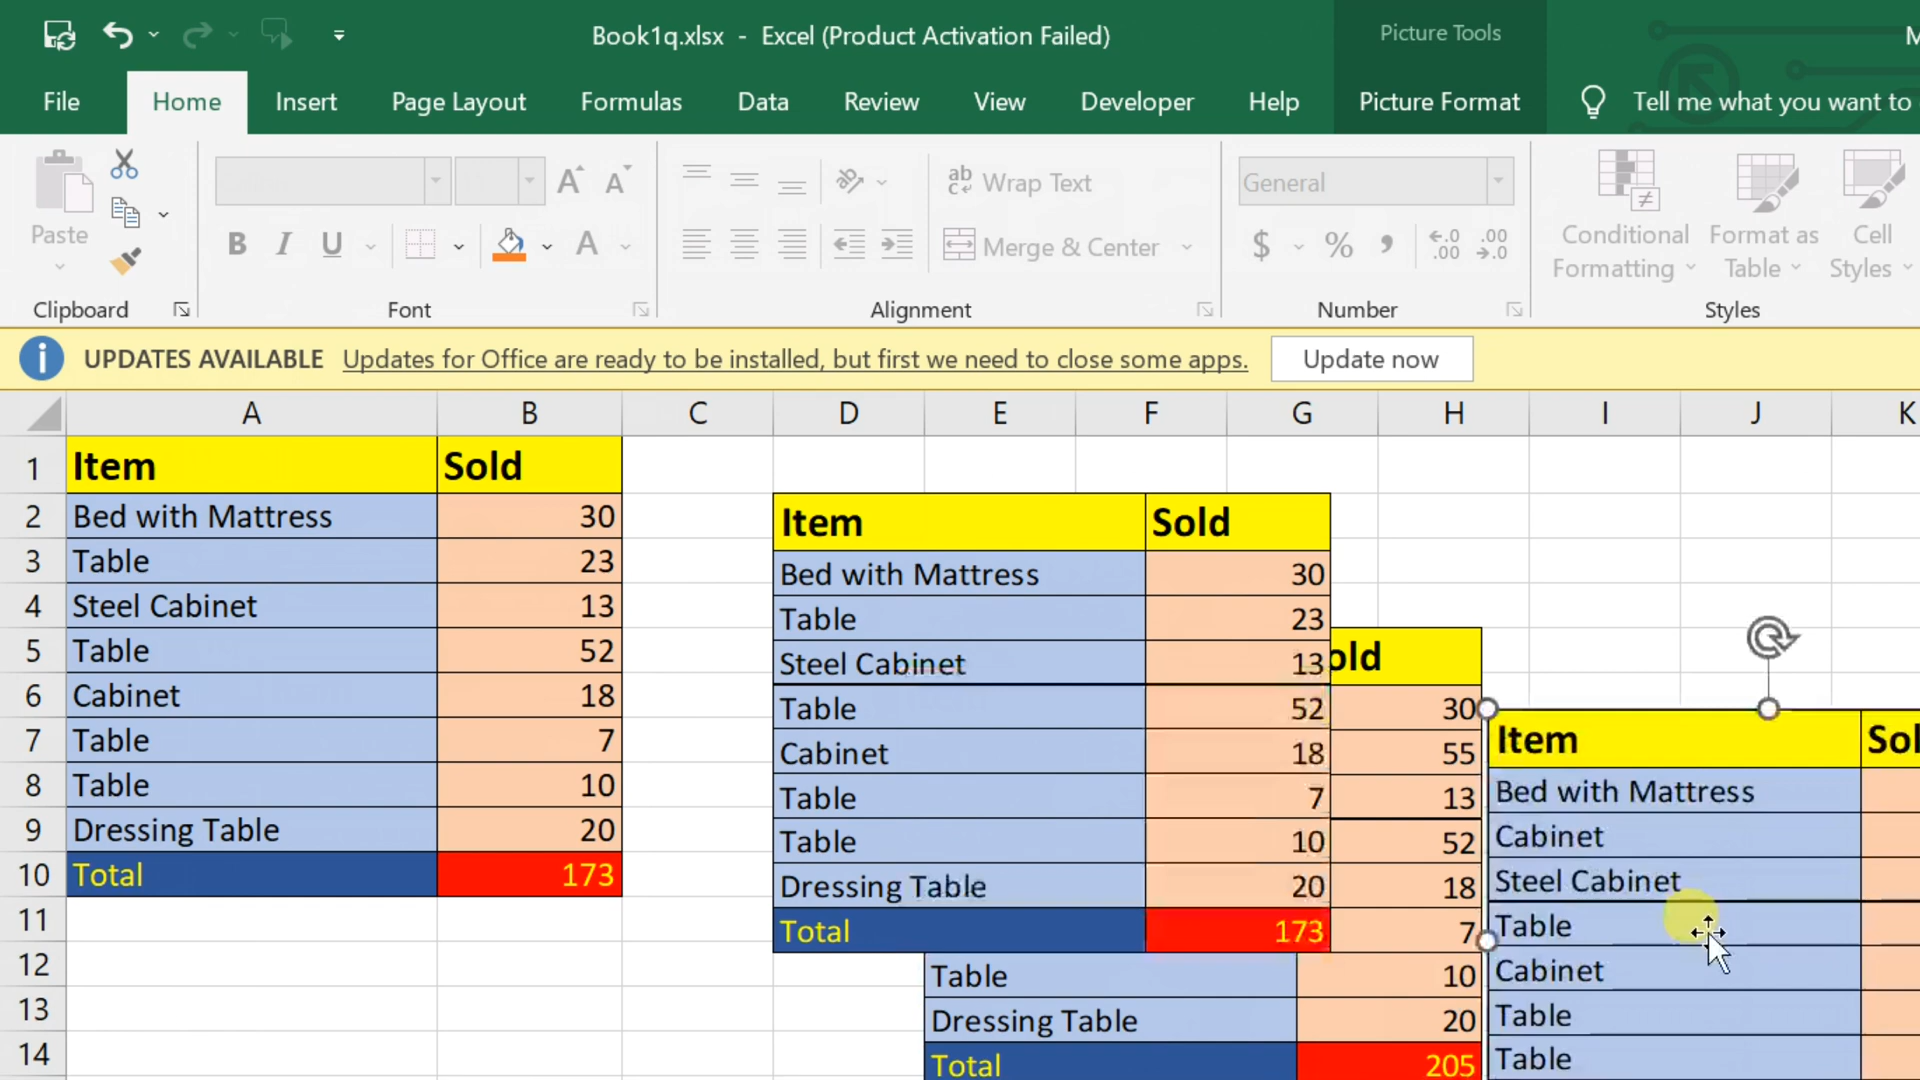 Book1q.xlsx - Excel (Product Activation Failed)
Picture Tools
File Home Insert Page Layout Formulas Data Review View Developer Help Picture Format Tell me what you want to
Paste
B I U A
ab Wrap Text
Merge & Center
General
$ % ,
Conditional Formatting
Format as Table
Cell Styles
Clipboard Font Alignment Number Styles
UPDATES AVAILABLE Updates for Office are ready to be installed, but first we need to close some apps. Update now
A B C D E F G H I J K
1 Item Sold
2 Bed with Mattress 30
3 Table 23
4 Steel Cabinet 13
5 Table 52
6 Cabinet 18
7 Table 7
8 Table 10
9 Dressing Table 20
10 Total 173
11
12
13
14
Item Sold
Bed with Mattress 30
Table 23
Steel Cabinet 13
Table 52
Cabinet 18
Table 7
Table 10
Dressing Table 20
Total 173
old
30
55
13
52
18
7
Table 10
Dressing Table 20
Total 205
Item Sol
Bed with Mattress
Cabinet
Steel Cabinet
Table
Cabinet
Table
Table